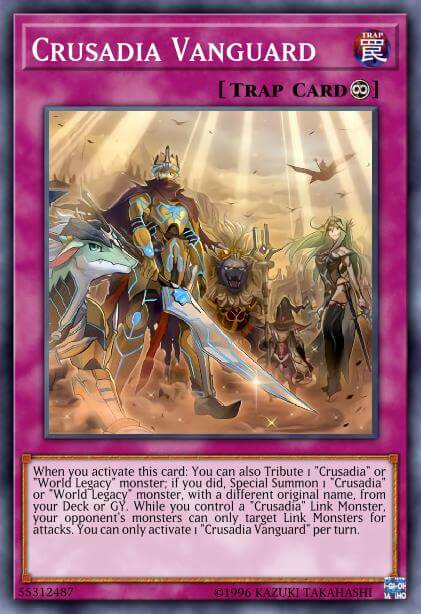 CRUSADIA VANGUARD
TRAP
罠
[TRAP CARD∞]
When you activate this card: You can also Tribute 1 "Crusadia" or
"World Legacy" monster; if you did, Special Summon 1 "Crusadia"
or "World Legacy" monster, with a different original name, from
your Deck or GY. While you control a "Crusadia" Link Monster,
your opponent's monsters can only target Link Monsters for
attacks. You can only activate 1 "Crusadia Vanguard" per turn.
55312487
©1996 KAZUKI TAKAHASHI